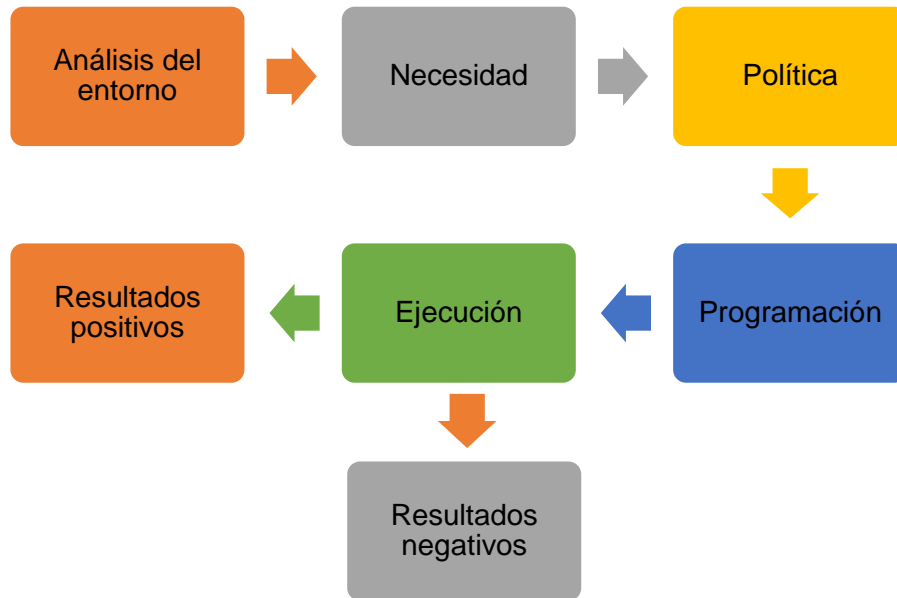 Análisis del
entorno
Necesidad
Política
Programación
Ejecución
Resultados
positivos
Resultados
negativos